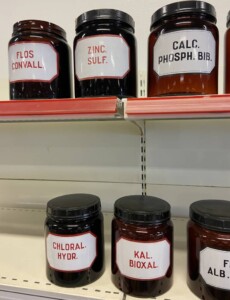 FLOS
CONVALL.
ZINC.
SULF.
CALC.
PHOSPH. BIB.
CHLORAL.
HYDR.
KAL.
BIOXAL.
F
ALB.